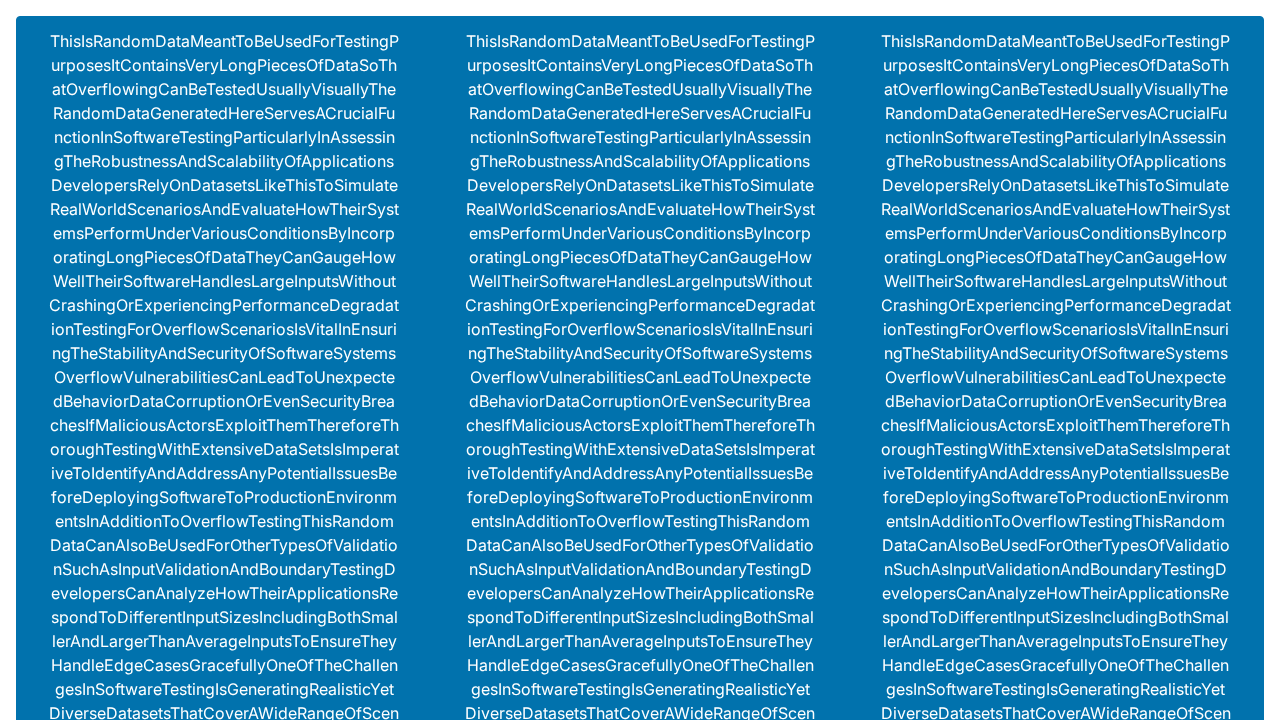 ThisIsRandomDataMeantToBeUsedForTestingP
urposesItContainsVeryLongPiecesOfDataSoTh
atOverflowingCanBeTestedUsuallyVisuallyThe
RandomDataGeneratedHereServesACrucialFu
nctionInSoftwareTestingParticularlyInAssessin
gTheRobustnessAndScalabilityOfApplications
DevelopersRelyOnDatasetsLikeThisToSimulate
RealWorldScenariosAndEvaluateHowTheirSyst
emsPerformUnderVariousConditionsByIncorp
oratingLongPiecesOfDataTheyCanGaugeHow
WellTheirSoftwareHandlesLargeInputsWithout
CrashingOrExperiencingPerformanceDegradat
ionTestingForOverflowScenariosIsVitalInEnsuri
ngTheStabilityAndSecurityOfSoftwareSystems
OverflowVulnerabilitiesCanLeadToUnexpecte
dBehaviorDataCorruptionOrEvenSecurityBrea
chesIfMaliciousActorsExploitThemThereforeTh
oroughTestingWithExtensiveDataSetsIsImperat
iveToIdentifyAndAddressAnyPotentialIssuesBe
foreDeployingSoftwareToProductionEnvironm
entsInAdditionToOverflowTestingThisRandom
DataCanAlsoBeUsedForOtherTypesOfValidatio
nSuchAsInputValidationAndBoundaryTestingD
evelopersCanAnalyzeHowTheirApplicationsRe
spondToDifferentInputSizesIncludingBothSmal
lerAndLargerThanAverageInputsToEnsureThey
HandleEdgeCasesGracefullyOneOfTheChallen
gesInSoftwareTestingIsGeneratingRealisticYet
DiverseDatasetsThatCoverAWideRangeOfScen
ThisIsRandomDataMeantToBeUsedForTestingP
urposesItContainsVeryLongPiecesOfDataSoTh
atOverflowingCanBeTestedUsuallyVisuallyThe
RandomDataGeneratedHereServesACrucialFu
nctionInSoftwareTestingParticularlyInAssessin
gTheRobustnessAndScalabilityOfApplications
DevelopersRelyOnDatasetsLikeThisToSimulate
RealWorldScenariosAndEvaluateHowTheirSyst
emsPerformUnderVariousConditionsByIncorp
oratingLongPiecesOfDataTheyCanGaugeHow
WellTheirSoftwareHandlesLargeInputsWithout
CrashingOrExperiencingPerformanceDegradat
ionTestingForOverflowScenariosIsVitalInEnsuri
ngTheStabilityAndSecurityOfSoftwareSystems
OverflowVulnerabilitiesCanLeadToUnexpecte
dBehaviorDataCorruptionOrEvenSecurityBrea
chesIfMaliciousActorsExploitThemThereforeTh
oroughTestingWithExtensiveDataSetsIsImperat
iveToIdentifyAndAddressAnyPotentialIssuesBe
foreDeployingSoftwareToProductionEnvironm
entsInAdditionToOverflowTestingThisRandom
DataCanAlsoBeUsedForOtherTypesOfValidatio
nSuchAsInputValidationAndBoundaryTestingD
evelopersCanAnalyzeHowTheirApplicationsRe
spondToDifferentInputSizesIncludingBothSmal
lerAndLargerThanAverageInputsToEnsureThey
HandleEdgeCasesGracefullyOneOfTheChallen
gesInSoftwareTestingIsGeneratingRealisticYet
DiverseDatasetsThatCoverAWideRangeOfScen
ThisIsRandomDataMeantToBeUsedForTestingP
urposesItContainsVeryLongPiecesOfDataSoTh
atOverflowingCanBeTestedUsuallyVisuallyThe
RandomDataGeneratedHereServesACrucialFu
nctionInSoftwareTestingParticularlyInAssessin
gTheRobustnessAndScalabilityOfApplications
DevelopersRelyOnDatasetsLikeThisToSimulate
RealWorldScenariosAndEvaluateHowTheirSyst
emsPerformUnderVariousConditionsByIncorp
oratingLongPiecesOfDataTheyCanGaugeHow
WellTheirSoftwareHandlesLargeInputsWithout
CrashingOrExperiencingPerformanceDegradat
ionTestingForOverflowScenariosIsVitalInEnsuri
ngTheStabilityAndSecurityOfSoftwareSystems
OverflowVulnerabilitiesCanLeadToUnexpecte
dBehaviorDataCorruptionOrEvenSecurityBrea
chesIfMaliciousActorsExploitThemThereforeTh
oroughTestingWithExtensiveDataSetsIsImperat
iveToIdentifyAndAddressAnyPotentialIssuesBe
foreDeployingSoftwareToProductionEnvironm
entsInAdditionToOverflowTestingThisRandom
DataCanAlsoBeUsedForOtherTypesOfValidatio
nSuchAsInputValidationAndBoundaryTestingD
evelopersCanAnalyzeHowTheirApplicationsRe
spondToDifferentInputSizesIncludingBothSmal
lerAndLargerThanAverageInputsToEnsureThey
HandleEdgeCasesGracefullyOneOfTheChallen
gesInSoftwareTestingIsGeneratingRealisticYet
DiverseDatasetsThatCoverAWideRangeOfScen